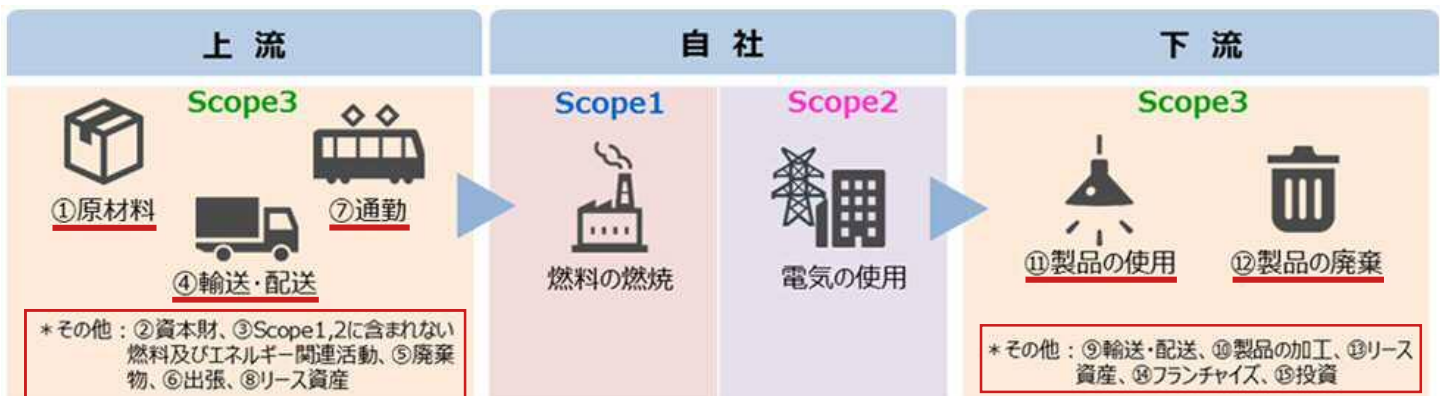 上 流
自 社
下 流
Scope3
①原材料
⑦通勤
④輸送・配送
＊その他：②資本財、③Scope1,2に含まれない
燃料及びエネルギー関連活動、⑤廃棄
物、⑥出張、⑧リース資産
Scope1
燃料の燃焼
Scope2
電気の使用
Scope3
⑪製品の使用
⑫製品の廃棄
＊その他：⑨輸送・配送、⑩製品の加工、⑬リース
資産、⑭フランチャイズ、⑮投資